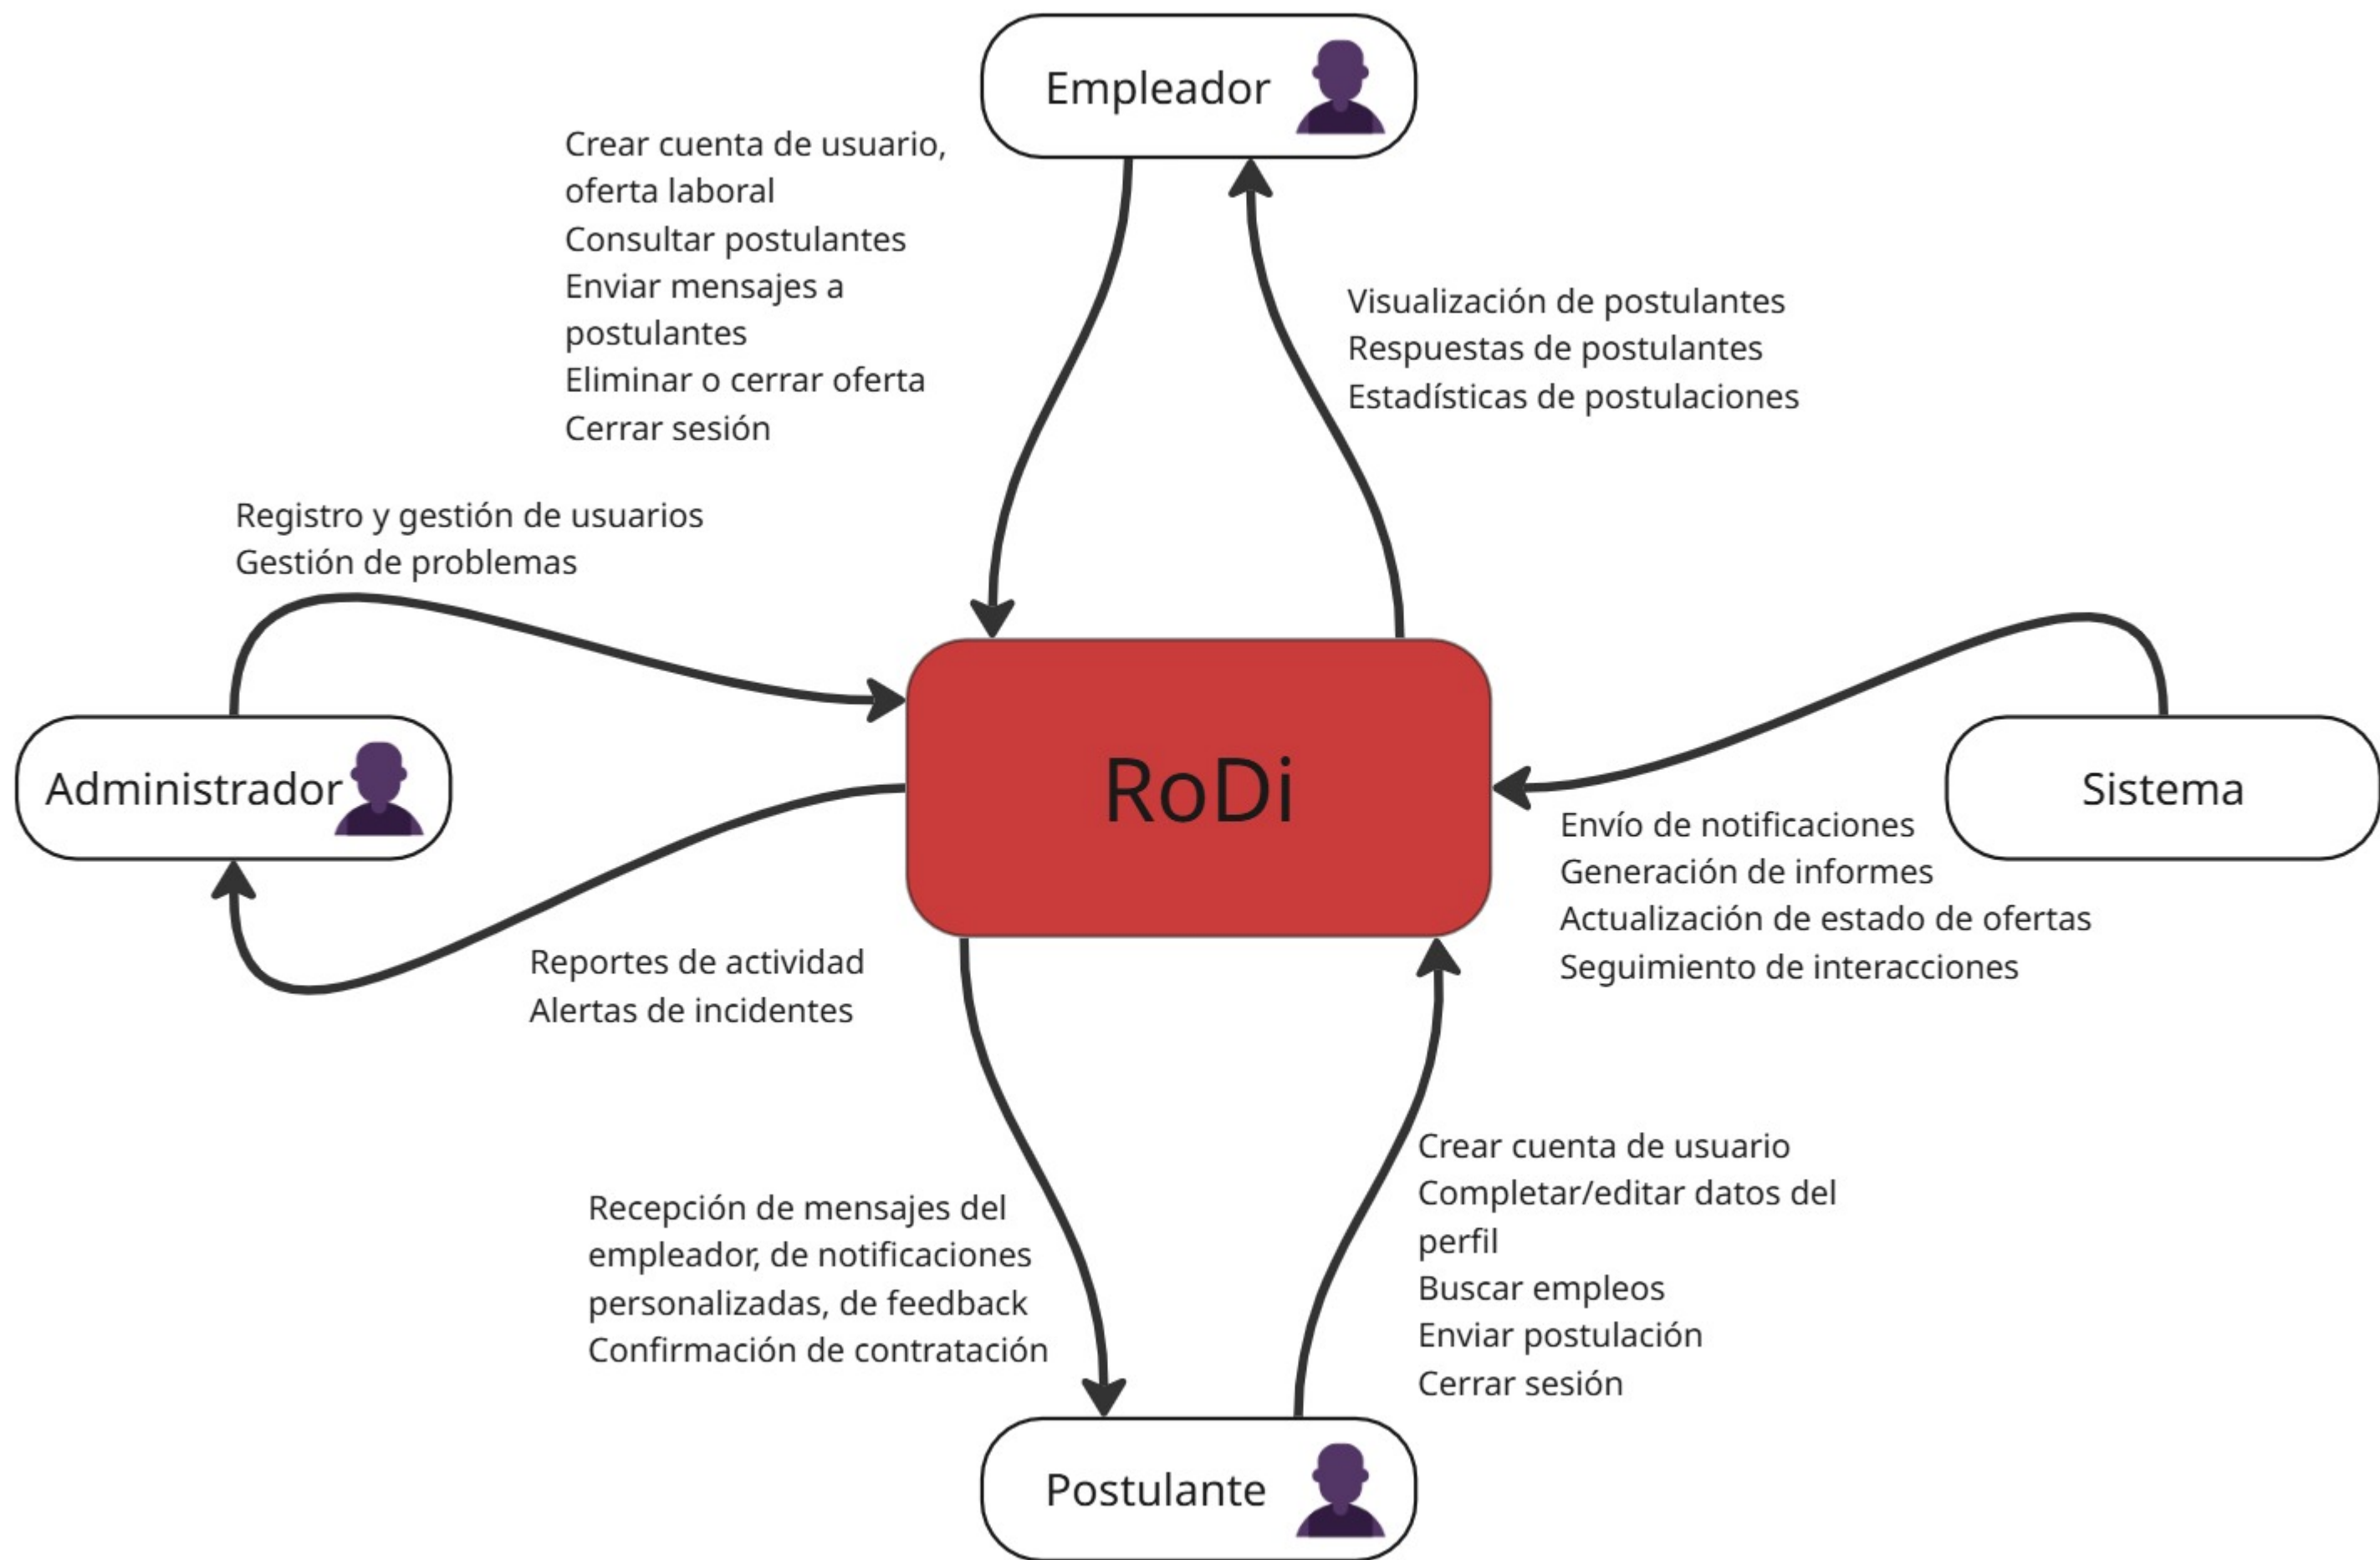 Empleador
Crear cuenta de usuario,
oferta laboral
Consultar postulantes
Enviar mensajes a
postulantes
Eliminar o cerrar oferta
Cerrar sesión
Visualización de postulantes
Respuestas de postulantes
Estadísticas de postulaciones
Registro y gestión de usuarios
Gestión de problemas
Administrador
RoDi
Sistema
Envío de notificaciones
Generación de informes
Actualización de estado de ofertas
Seguimiento de interacciones
Reportes de actividad
Alertas de incidentes
Recepción de mensajes del
empleador, de notificaciones
personalizadas, de feedback
Confirmación de contratación
Crear cuenta de usuario
Completar/editar datos del
perfil
Buscar empleos
Enviar postulación
Cerrar sesión
Postulante